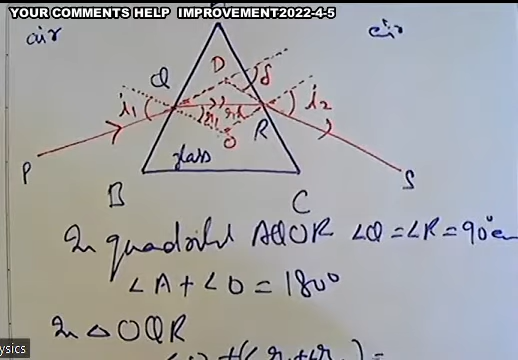 YOUR COMMENTS HELP IMPROVEMENT2022-4-5
air air
Q D δ
i₁ r₁ r₂ i₂
O R
glass
P S
B C
In AQOR ∠Q = ∠R = 90°
∠A + ∠O = 180°
In △OQR
ysics